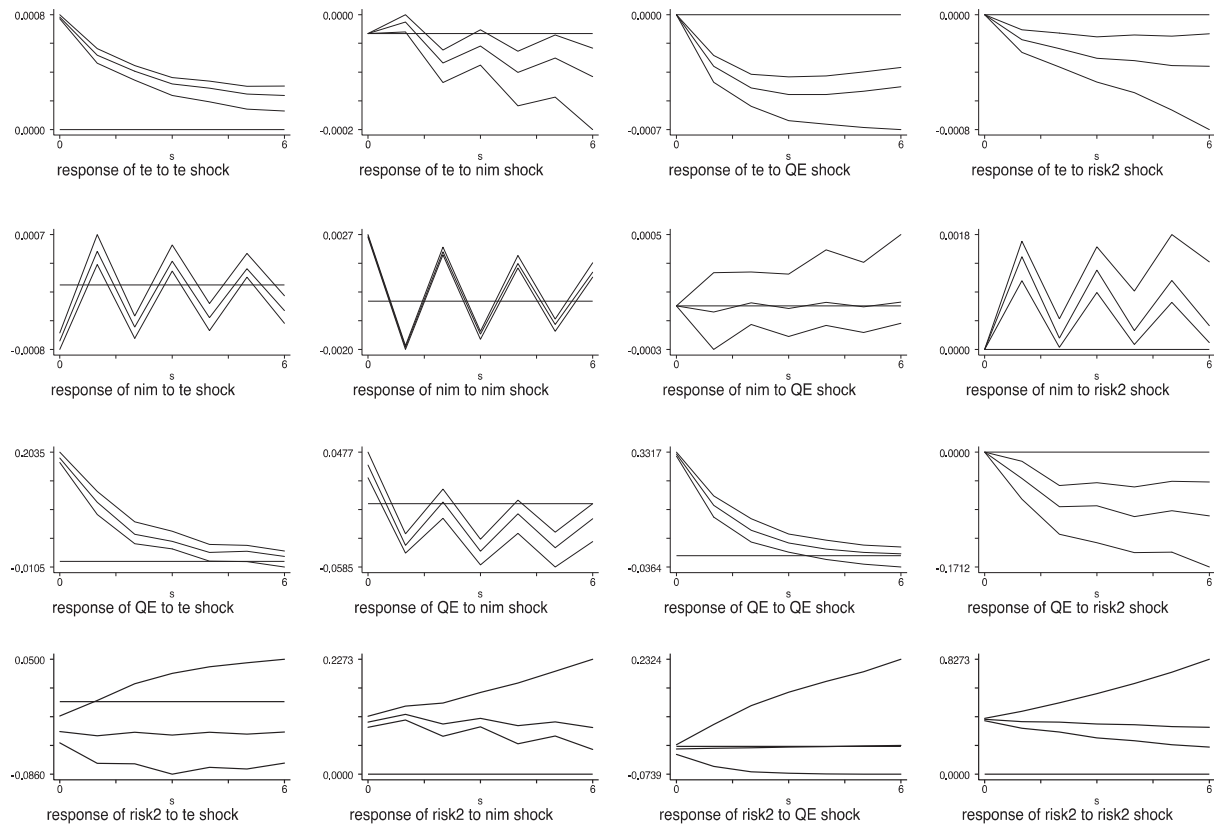 0.0008 0.0000 0.0000 0.0000
0.0000 -0.0002 -0.0007 -0.0008
0 6 0 6 0 6 0 6
s s s s
response of te to te shock response of te to nim shock response of te to QE shock response of te to risk2 shock
0.0007 0.0027 0.0005 0.0018
-0.0008 -0.0020 -0.0003 0.0000
0 6 0 6 0 6 0 6
s s s s
response of nim to te shock response of nim to nim shock response of nim to QE shock response of nim to risk2 shock
0.2035 0.0477 0.3317 0.0000
-0.0105 -0.0585 -0.0364 -0.1712
0 6 0 6 0 6 0 6
s s s s
response of QE to te shock response of QE to nim shock response of QE to QE shock response of QE to risk2 shock
0.0500 0.2273 0.2324 0.8273
-0.0860 0.0000 -0.0739 0.0000
0 6 0 6 0 6 0 6
s s s s
response of risk2 to te shock response of risk2 to nim shock response of risk2 to QE shock response of risk2 to risk2 shock